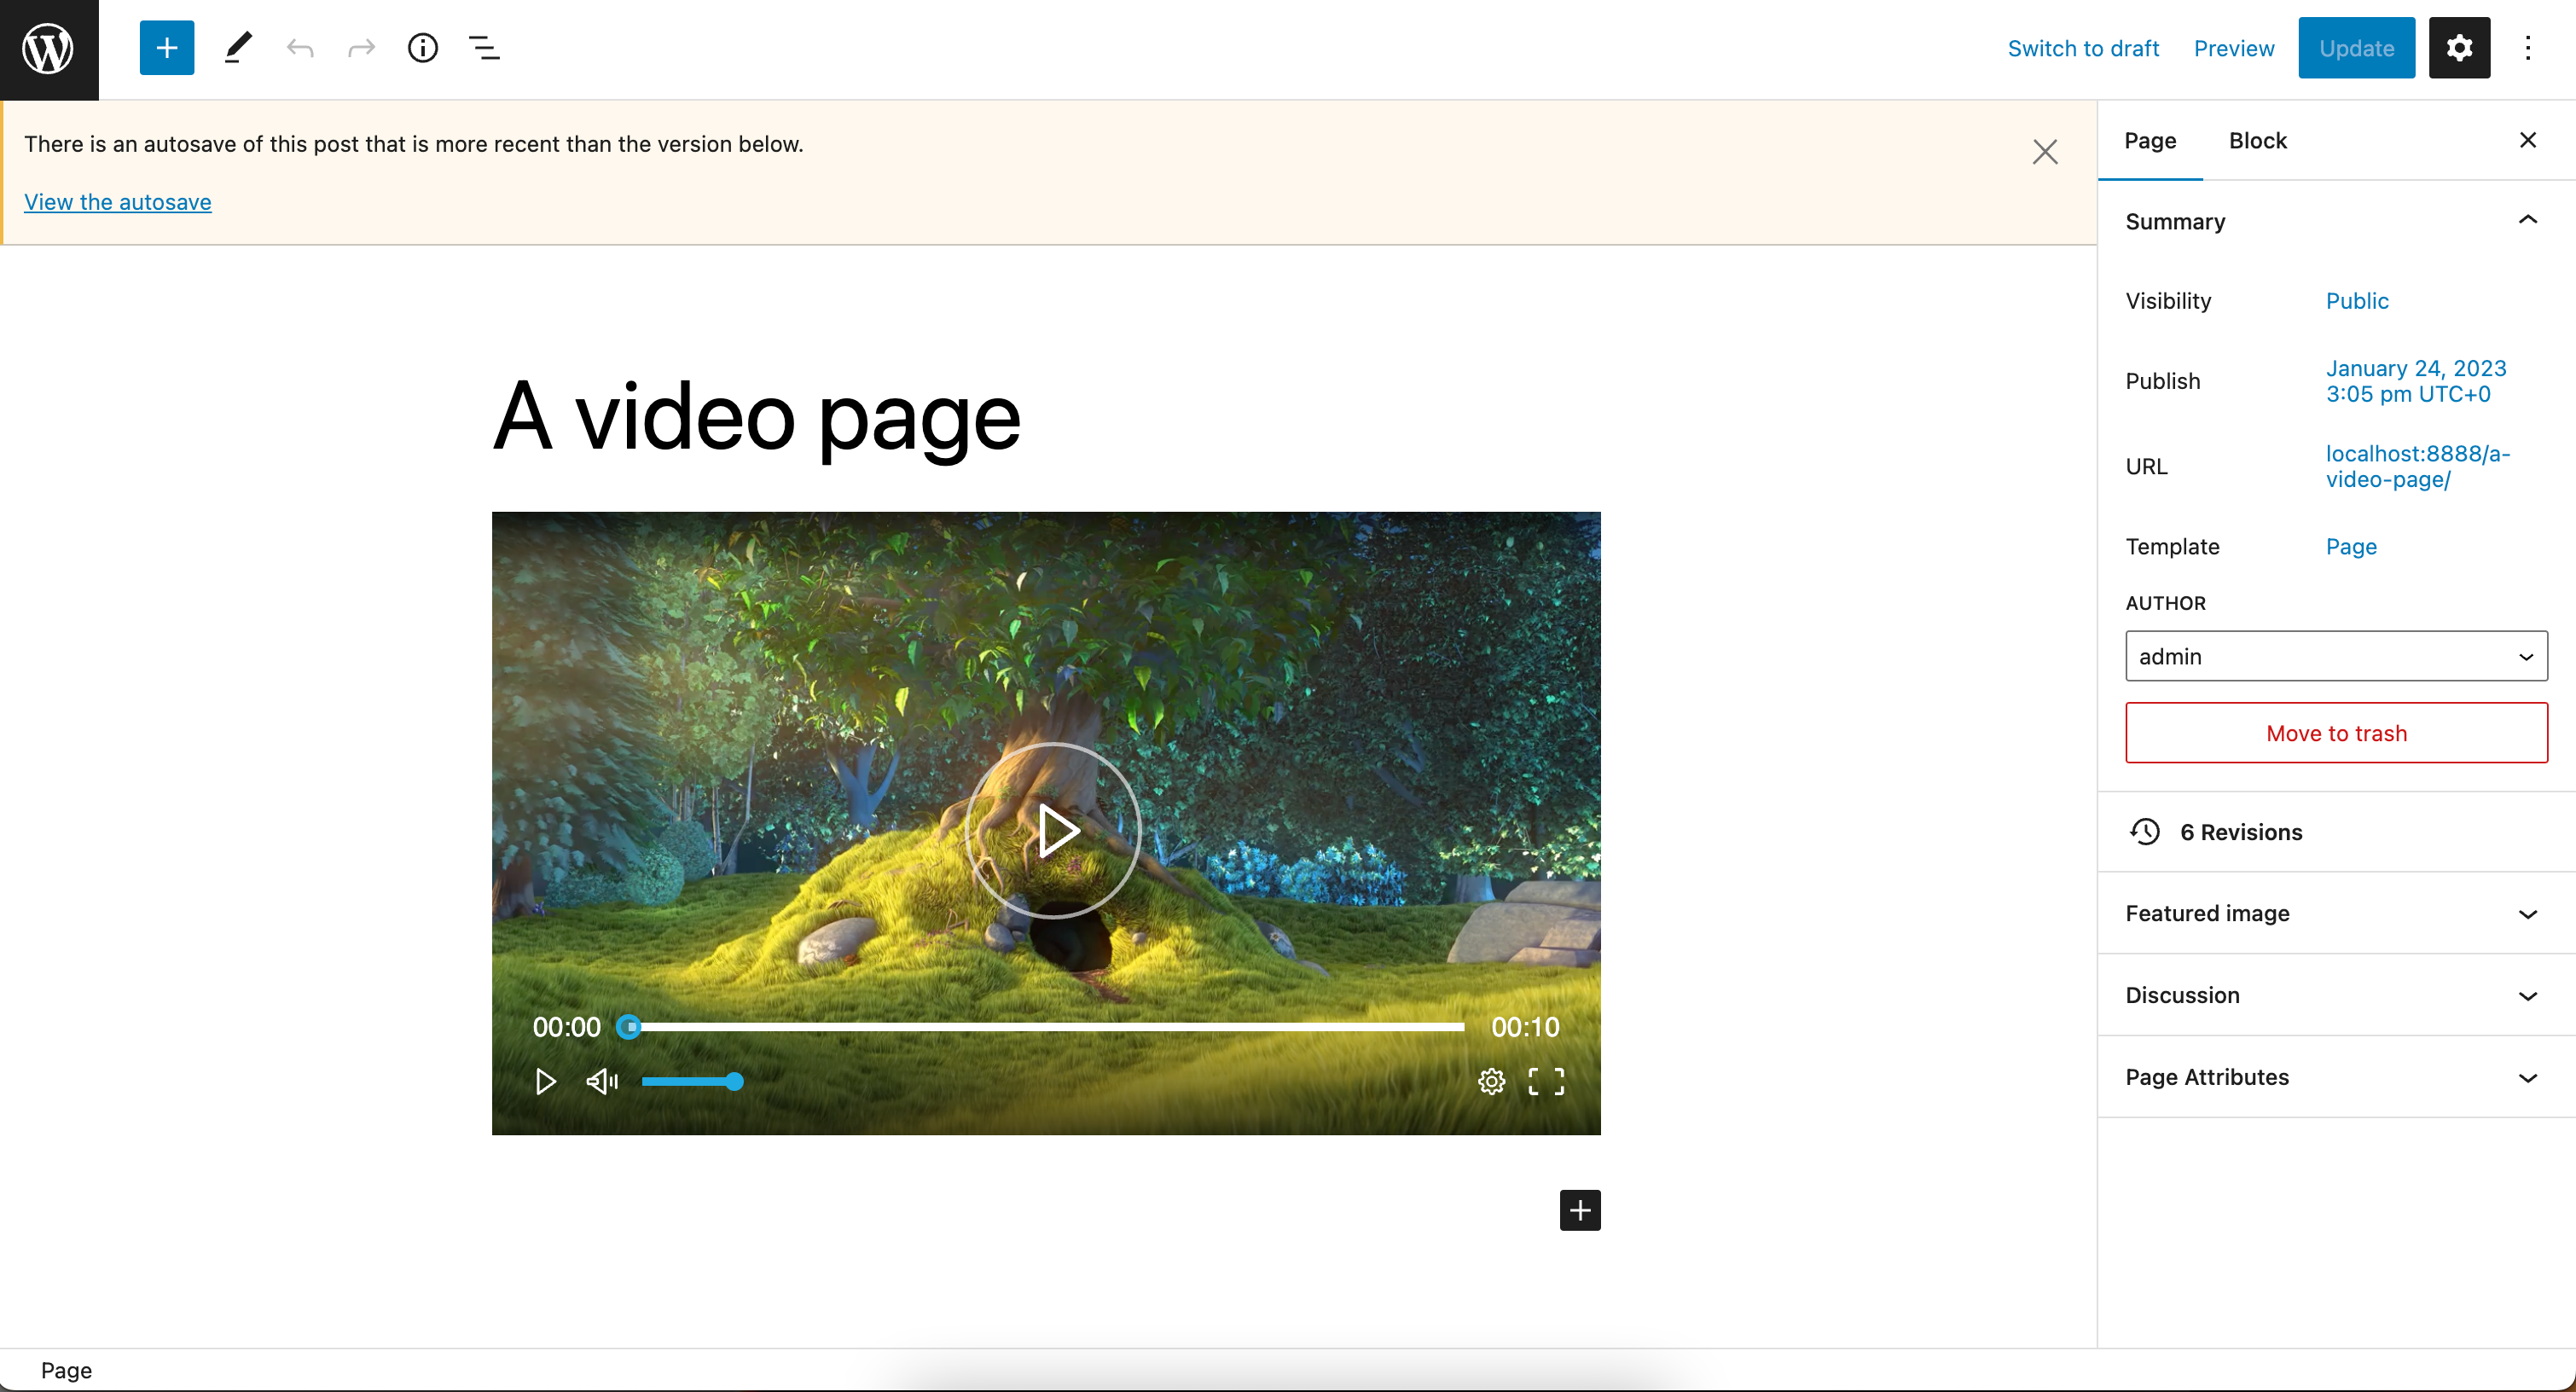 Switch to draft
Preview
Update
There is an autosave of this post that is more recent than the version below.
View the autosave
A video page
00:00
00:10
Page
Block
Summary
Visibility
Public
Publish
January 24, 2023
3:05 pm UTC+0
URL
localhost:8888/a-
video-page/
Template
Page
AUTHOR
admin
Move to trash
6 Revisions
Featured image
Discussion
Page Attributes
Page